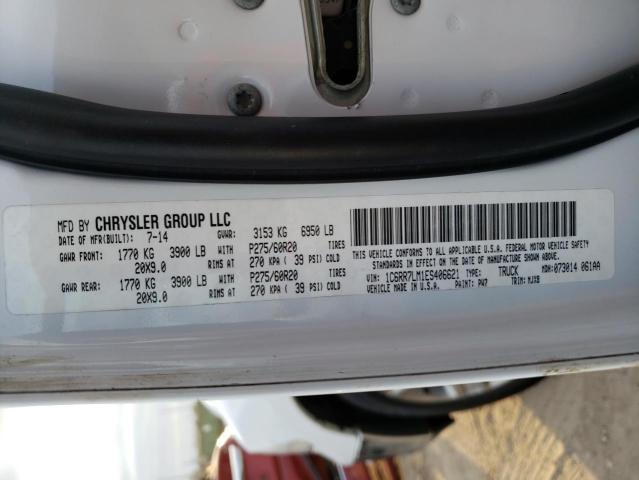 MFD BY CHRYSLER GROUP LLC
DATE OF MFR(BUILT): 7-14 GVWR: 3153 KG 6950 LB
GAWR FRONT: 1770 KG 3900 LB WITH P275/60R20 TIRES
20X9.0 RIMS AT 270 KPA ( 39 PSI) COLD
GAWR REAR: 1770 KG 3900 LB WITH P275/60R20 TIRES
20X9.0 RIMS AT 270 KPA ( 39 PSI) COLD
THIS VEHICLE CONFORMS TO ALL APPLICABLE U.S.A. FEDERAL MOTOR VEHICLE SAFETY
STANDARDS IN EFFECT ON THE DATE OF MANUFACTURE SHOWN ABOVE.
VIN: 1C6RR7LM1ES406621 TYPE: TRUCK MDH: 073014 061AA
VEHICLE MADE IN U.S.A. PAINT: PW7 TRIM: MJX8